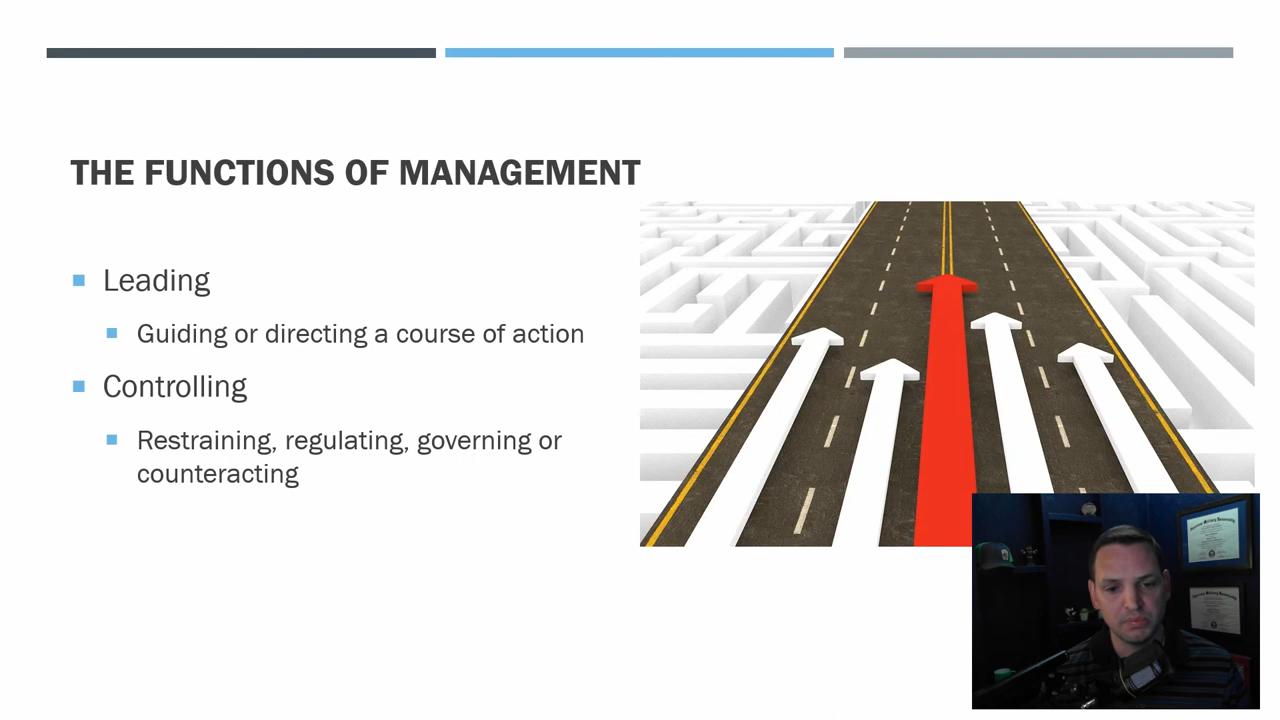 THE FUNCTIONS OF MANAGEMENT
Leading
Guiding or directing a course of action
Controlling
Restraining, regulating, governing or
counteracting